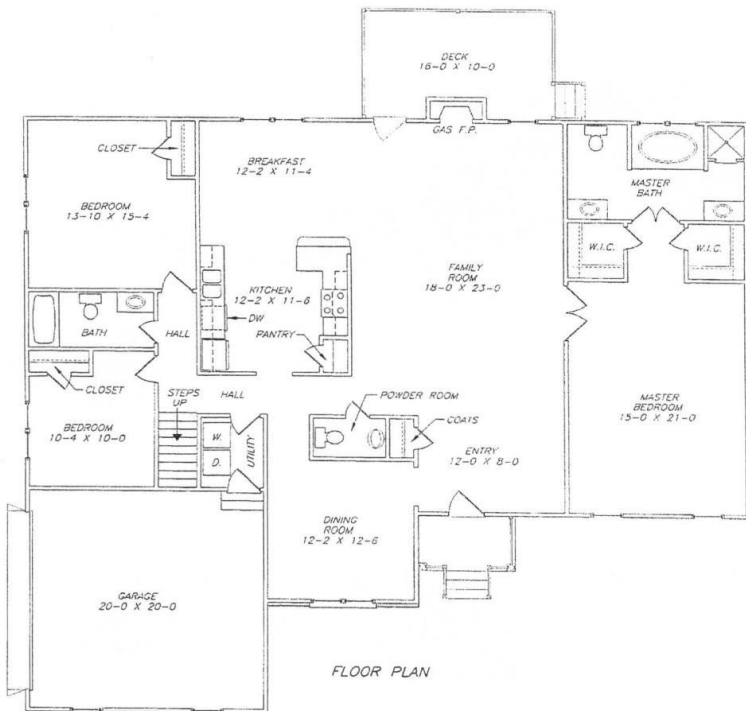 DECK
16-0 X 10-0
GAS F.P.
CLOSET
BREAKFAST
12-2 X 11-4
MASTER
BATH
BEDROOM
13-10 X 15-4
W.I.C.
W.I.C.
FAMILY
ROOM
18-0 X 23-0
KITCHEN
12-2 X 11-6
DW
BATH
HALL
PANTRY
CLOSET
STEPS
UP
HALL
POWDER ROOM
COATS
MASTER
BEDROOM
15-0 X 21-0
BEDROOM
10-4 X 10-0
W.
D.
UTILITY
ENTRY
12-0 X 8-0
DINING
ROOM
12-2 X 12-6
GARAGE
20-0 X 20-0
FLOOR PLAN